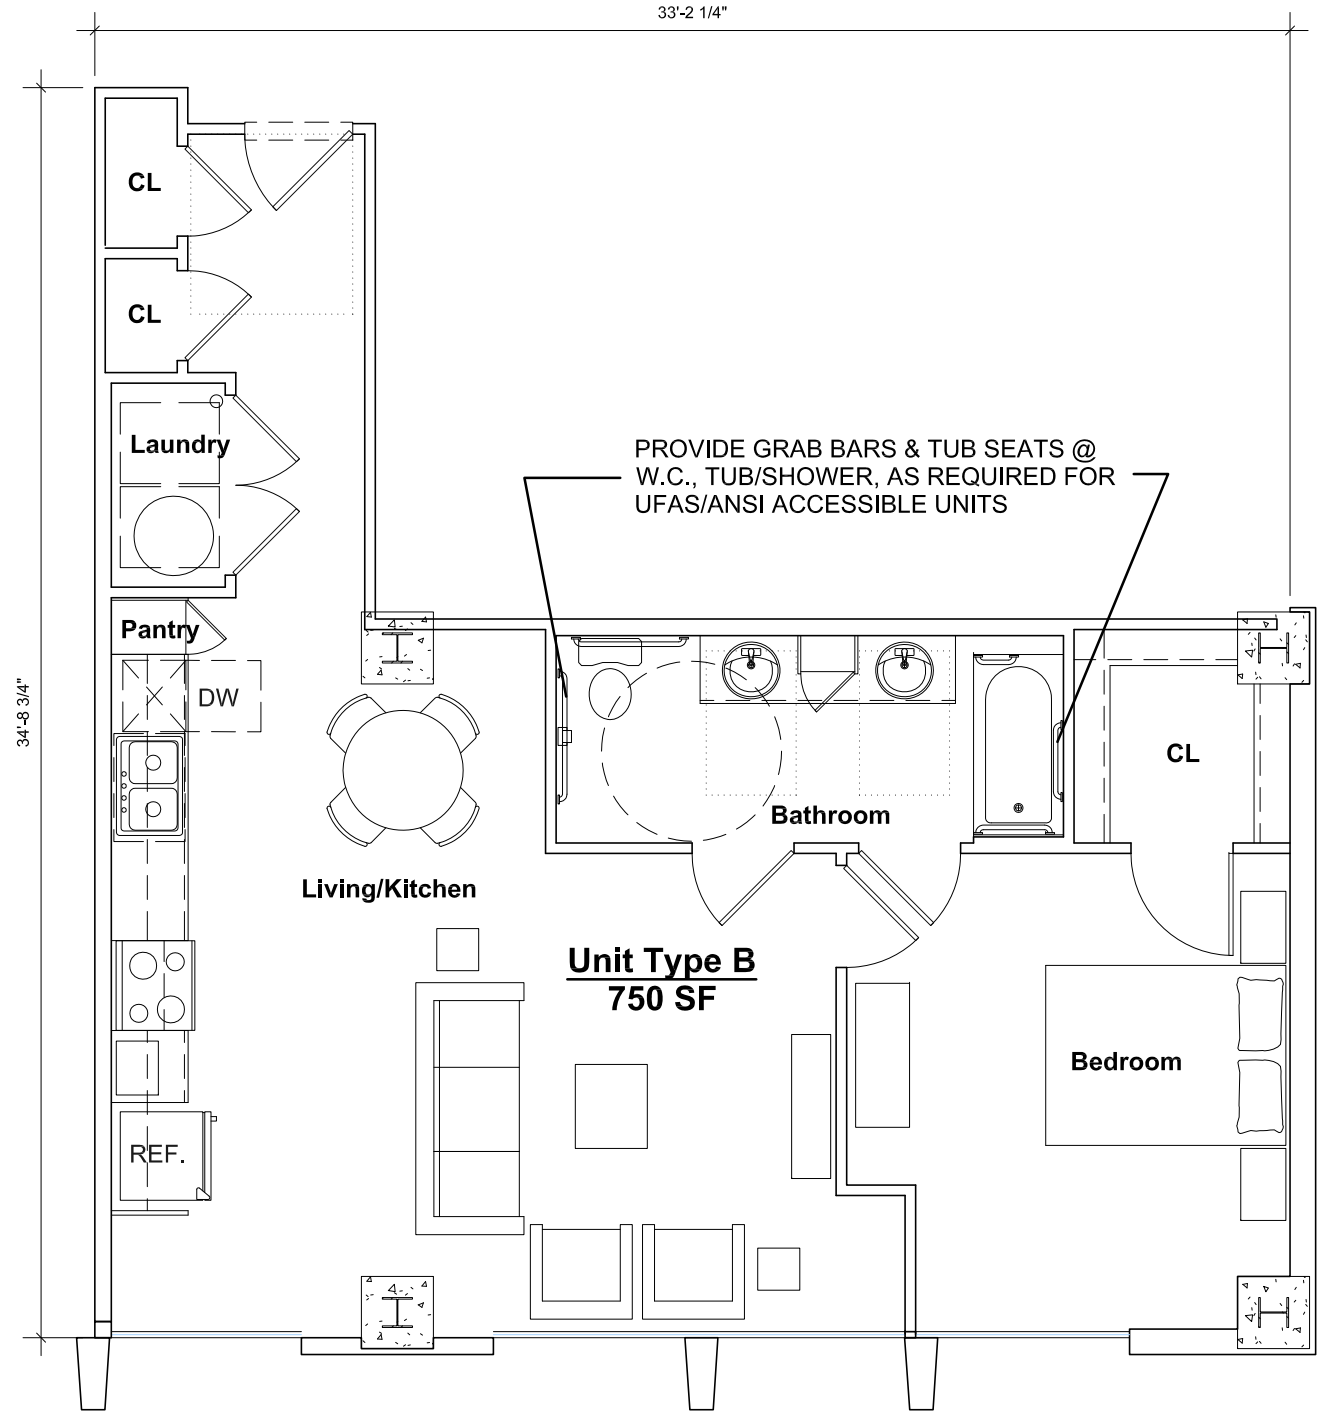 33'-2 1/4"
CL
CL
Laundry
PROVIDE GRAB BARS & TUB SEATS @
W.C., TUB/SHOWER, AS REQUIRED FOR
UFAS/ANSI ACCESSIBLE UNITS
Pantry
DW
34'-8 3/4"
CL
Bathroom
Living/Kitchen
Unit Type B
750 SF
Bedroom
REF.